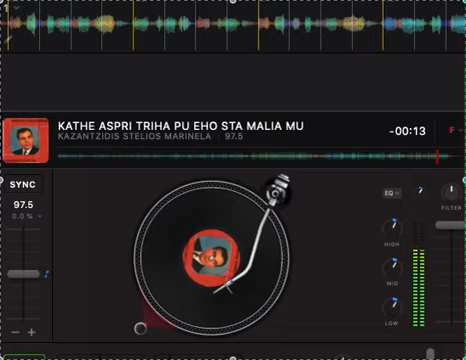 KATHE ASPRI TRIHA PU EHO STA MALIA MU
KAZANTZIDIS STELIOS MARINELA 97.5
-00:13
F
SYNC
97.5
0.0 %
EQ
FILTER
HIGH
MID
LOW